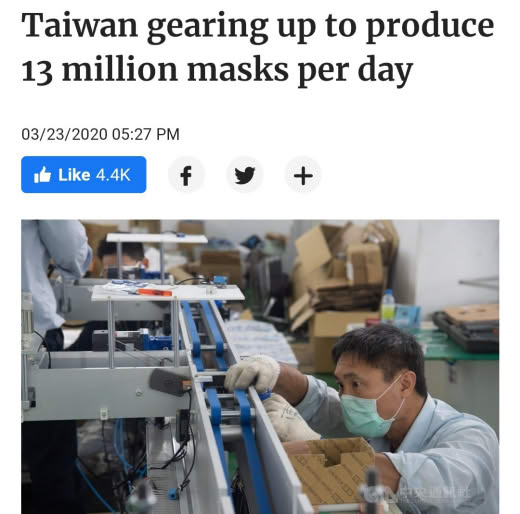 Taiwan gearing up to produce
13 million masks per day
03/23/2020 05:27 PM
Like 4.4K
中央通訊社